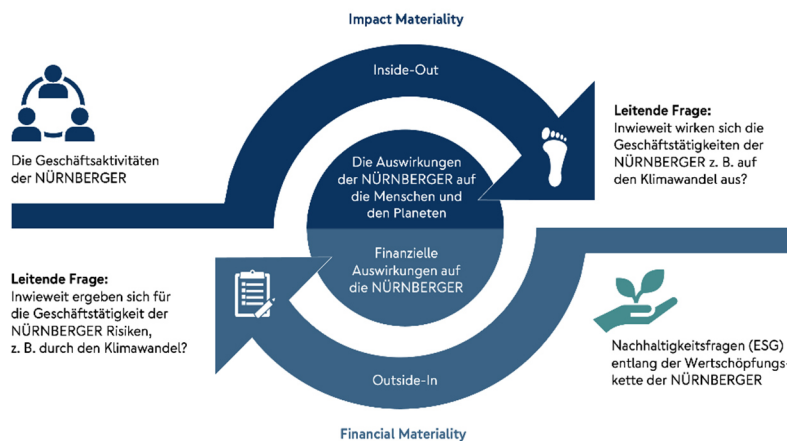 Impact Materiality
Inside-Out
Die Geschäftsaktivitäten
der NÜRNBERGER
Leitende Frage:
Inwieweit wirken sich die
Geschäftstätigkeiten der
NÜRNBERGER z. B. auf
den Klimawandel aus?
Die Auswirkungen
der NÜRNBERGER auf
die Menschen und
den Planeten
Finanzielle
Auswirkungen auf
die NÜRNBERGER
Leitende Frage:
Inwieweit ergeben sich für
die Geschäftstätigkeit der
NÜRNBERGER Risiken,
z. B. durch den Klimawandel?
Nachhaltigkeitsfragen (ESG)
entlang der Wertschöpfungs-
kette der NÜRNBERGER
Outside-In
Financial Materiality